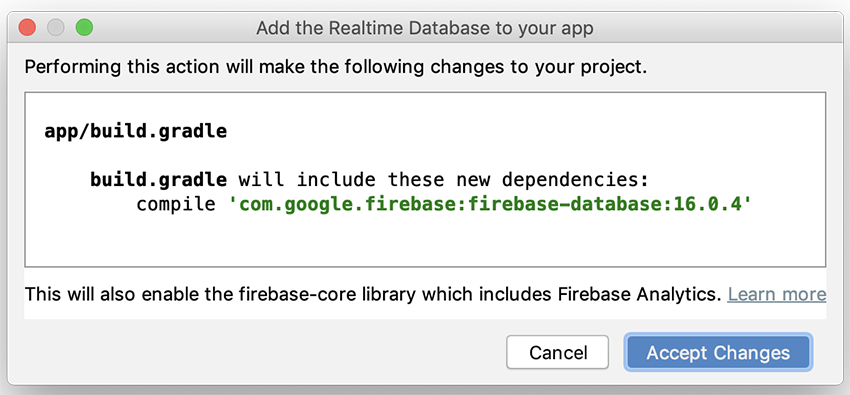 Add the Realtime Database to your app
Performing this action will make the following changes to your project.
app/build.gradle
build.gradle will include these new dependencies:
compile 'com.google.firebase:firebase-database:16.0.4'
This will also enable the firebase-core library which includes Firebase Analytics. Learn more
Cancel Accept Changes